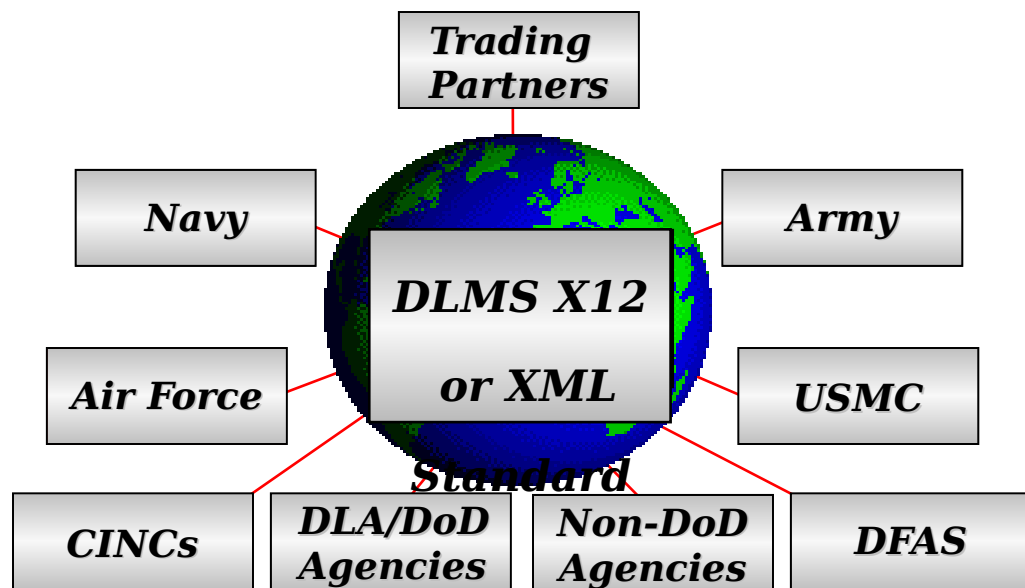 Trading
Partners
Navy
Army
DLMS X12
or XML
Standard
Air Force
USMC
CINCs
DLA/DoD
Agencies
Non-DoD
Agencies
DFAS